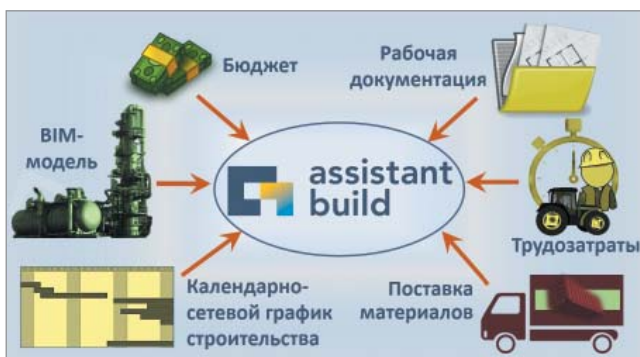 Бюджет
Рабочая
документация
BIM-
модель
assistant
build
Трудозатраты
Календарно-
сетевой график
строительства
Поставка
материалов